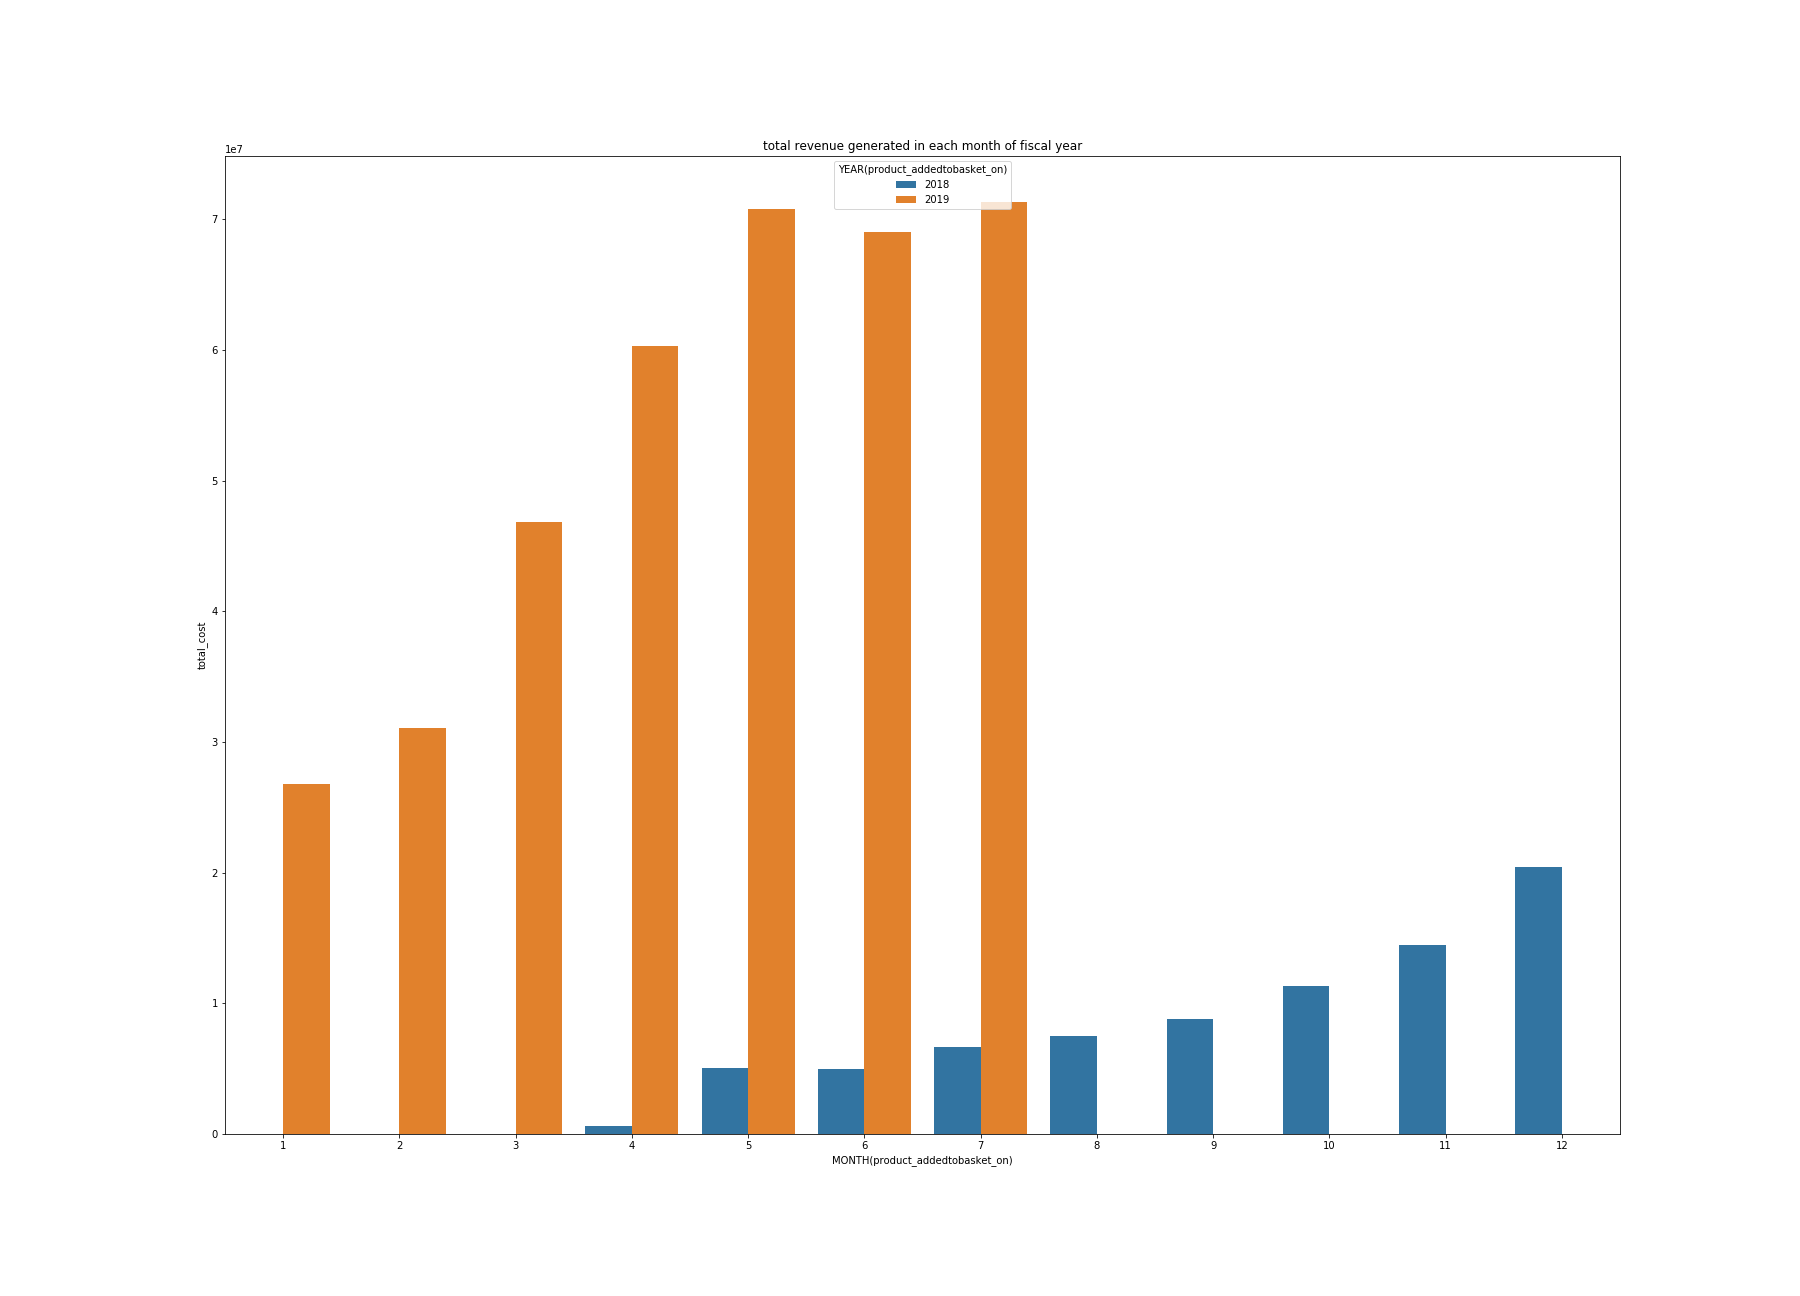 total revenue generated in each month of fiscal year
1e7
YEAR(product_addedtobasket_on)
2018
2019
7
6
5
4
3
2
1
0
total_cost
1 2 3 4 5 6 7 8 9 10 11 12
MONTH(product_addedtobasket_on)